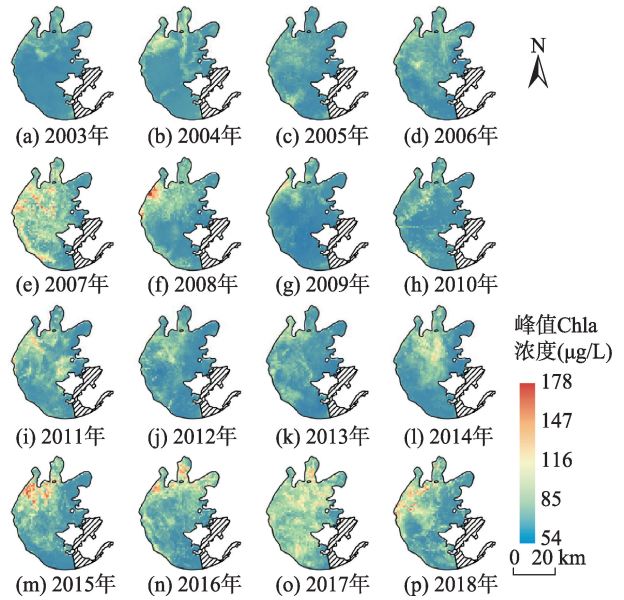 N
(a) 2003年
(b) 2004年
(c) 2005年
(d) 2006年
(e) 2007年
(f) 2008年
(g) 2009年
(h) 2010年
(i) 2011年
(j) 2012年
(k) 2013年
(l) 2014年
(m) 2015年
(n) 2016年
(o) 2017年
(p) 2018年
峰值Chla
浓度(μg/L)
178
147
116
85
54
0 20 km